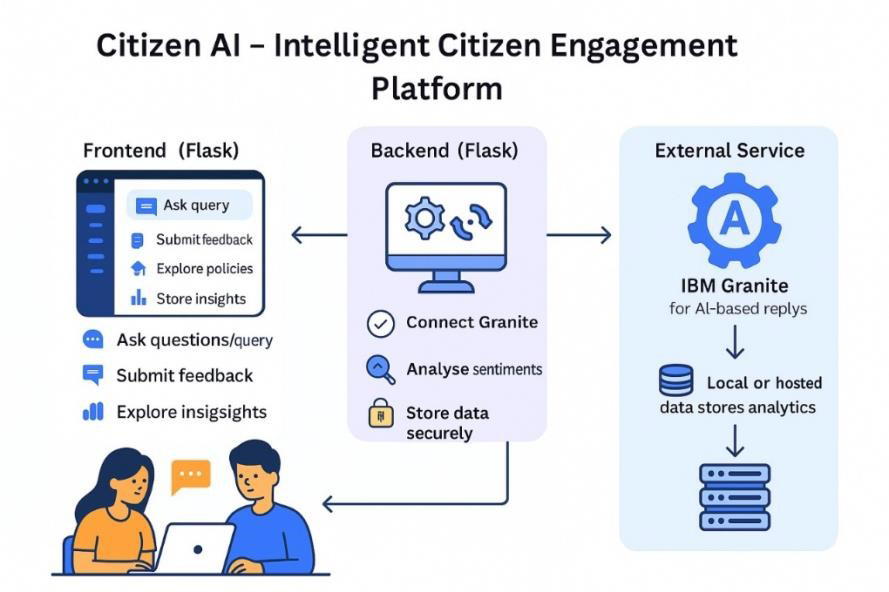 Citizen AI – Intelligent Citizen Engagement
Platform
Frontend (Flask)
Ask query
Submit feedback
Explore policies
Store insights
Ask questions/query
Submit feedback
Explore insigsights
Backend (Flask)
Connect Granite
Analyse sentiments
Store data
securely
External Service
A
IBM Granite
for AI-based replys
Local or hosted
data stores analytics